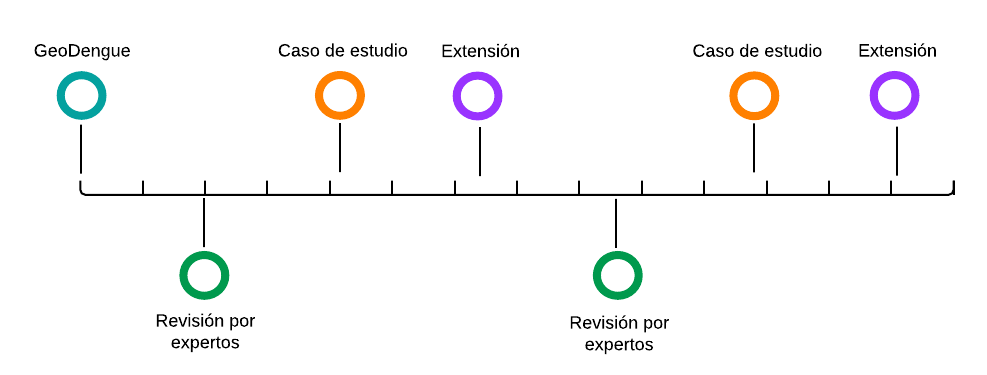 GeoDengue
Caso de estudio
Extensión
Caso de estudio
Extensión
Revisión por
expertos
Revisión por
expertos